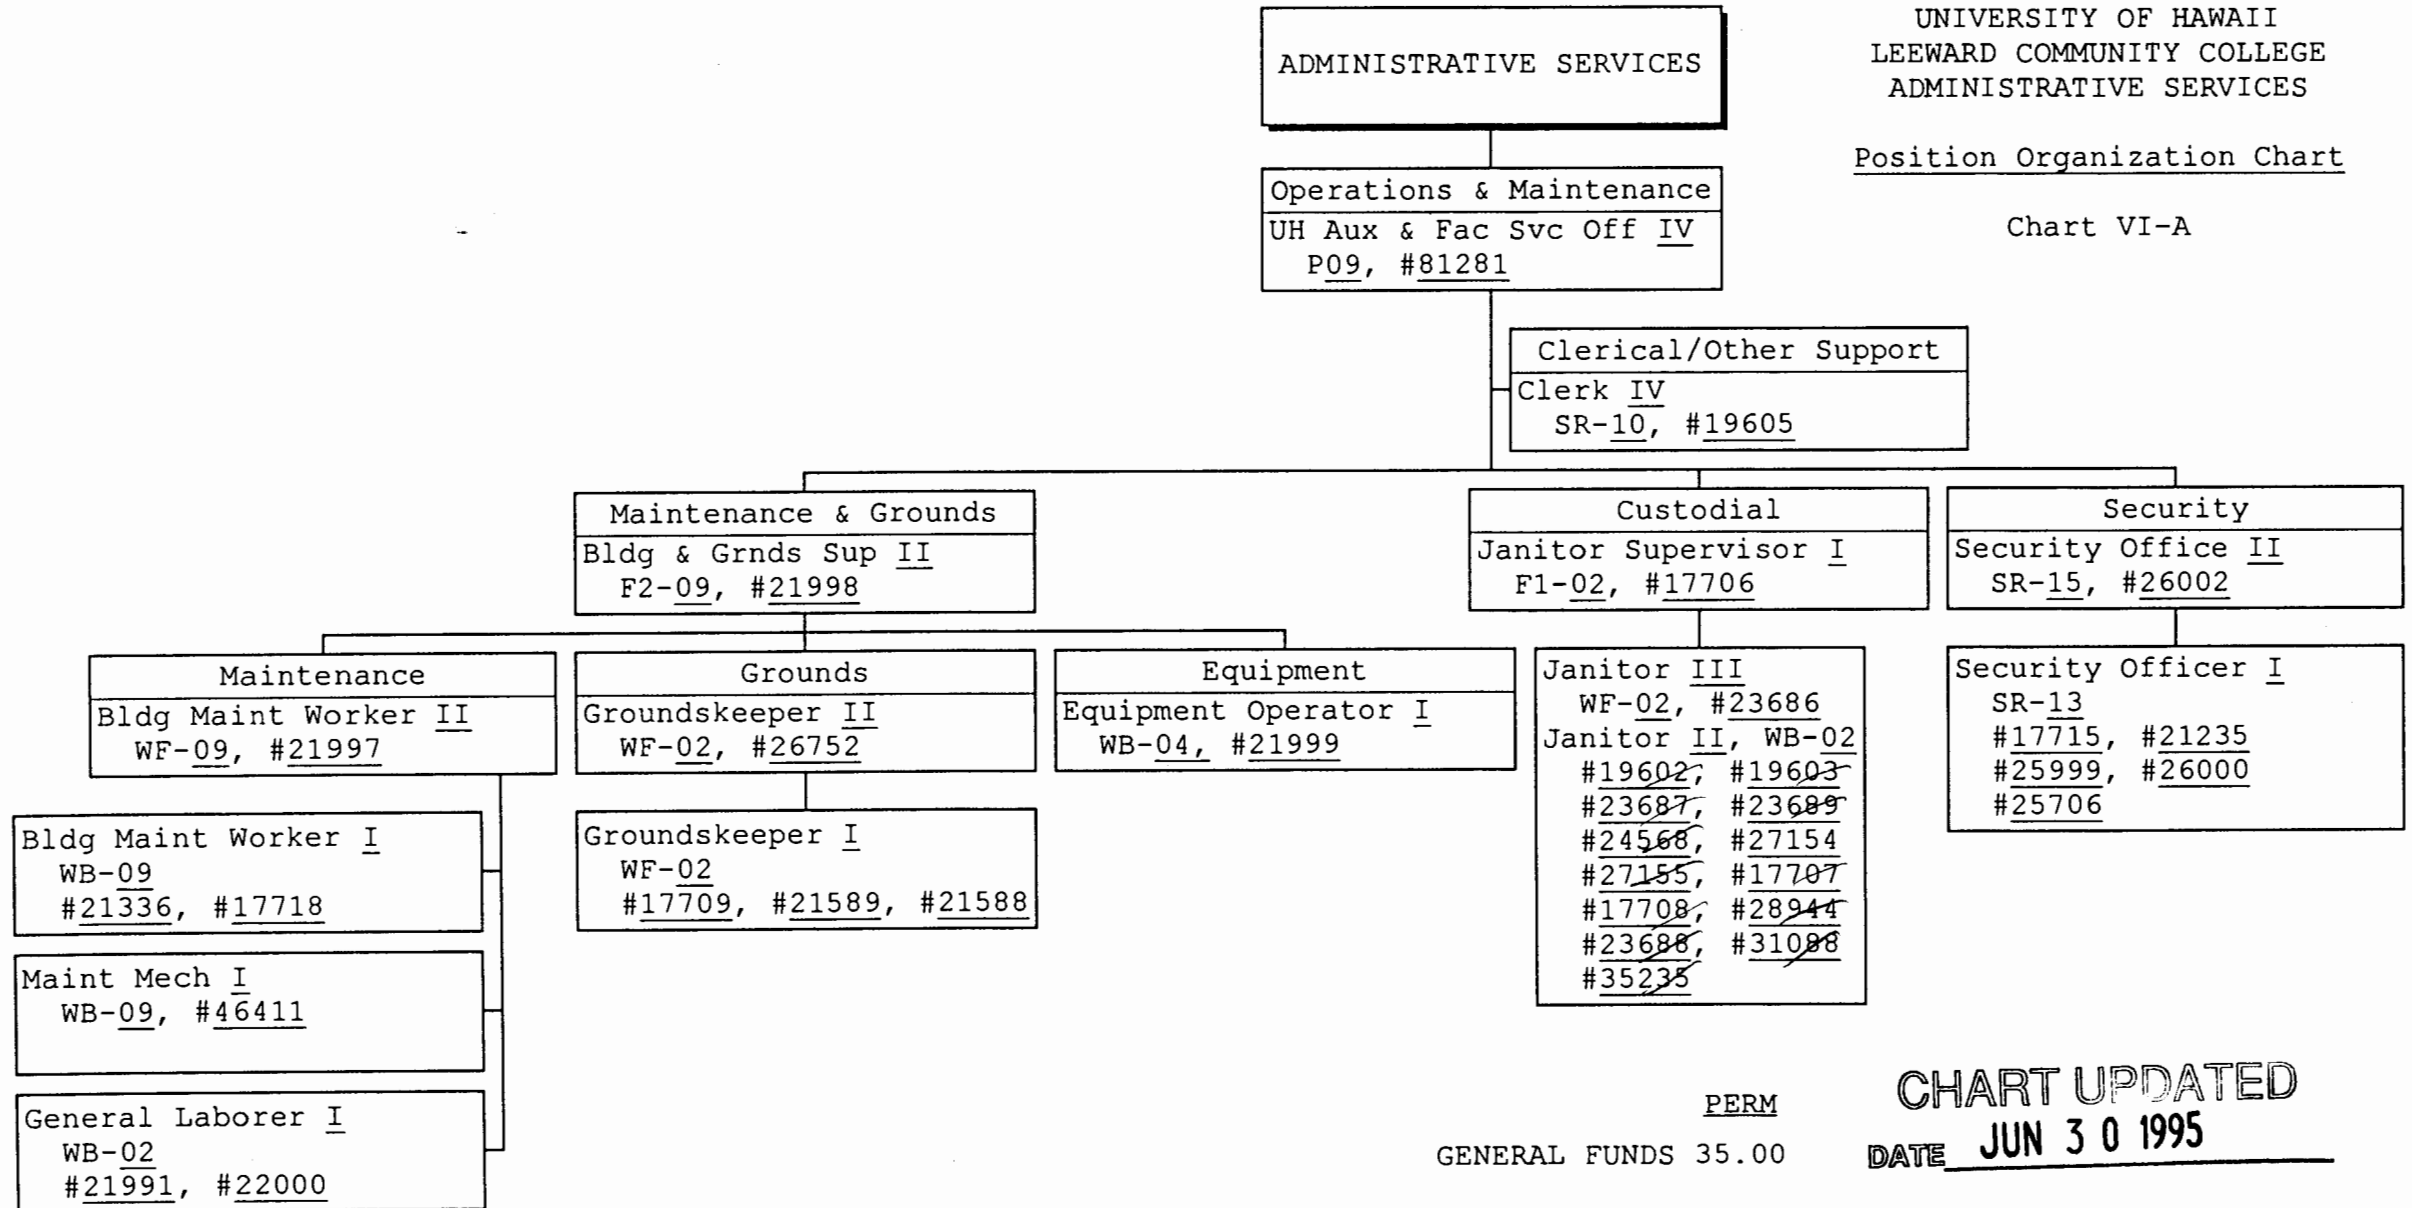 UNIVERSITY OF HAWAII
LEEWARD COMMUNITY COLLEGE
ADMINISTRATIVE SERVICES
Position Organization Chart
Chart VI-A
ADMINISTRATIVE SERVICES
Operations & Maintenance
UH Aux & Fac Svc Off IV
P09, #81281
Clerical/Other Support
Clerk IV
SR-10, #19605
Maintenance & Grounds
Bldg & Grnds Sup II
F2-09, #21998
Custodial
Janitor Supervisor I
F1-02, #17706
Security
Security Office II
SR-15, #26002
Maintenance
Bldg Maint Worker II
WF-09, #21997
Grounds
Groundskeeper II
WF-02, #26752
Equipment
Equipment Operator I
WB-04, #21999
Janitor III
WF-02, #23686
Janitor II, WB-02
#19602, #19603
#23687, #23689
#24568, #27154
#27155, #17707
#17708, #28944
#23688, #31088
#35235
Security Officer I
SR-13
#17715, #21235
#25999, #26000
#25706
Bldg Maint Worker I
WB-09
#21336, #17718
Groundskeeper I
WF-02
#17709, #21589, #21588
Maint Mech I
WB-09, #46411
General Laborer I
WB-02
#21991, #22000
PERM
GENERAL FUNDS 35.00
CHART UPDATED
DATE JUN 30 1995